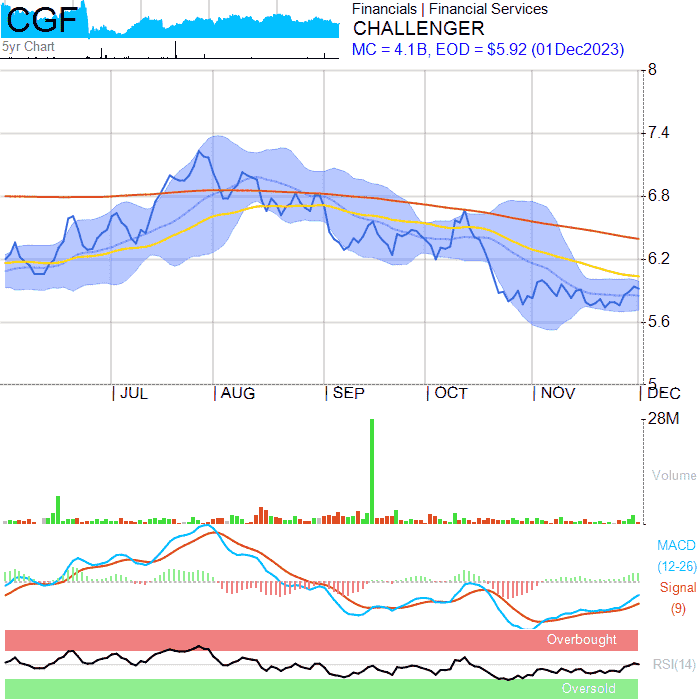 CGF
Financials | Financial Services
CHALLENGER
5yr Chart
MC = 4.1B, EOD = $5.92 (01Dec2023)
8
7.4
6.8
6.2
5.6
5
JUL AUG SEP OCT NOV DEC
28M
Volume
MACD
(12-26)
Signal
(9)
Overbought
RSI(14)
Oversold